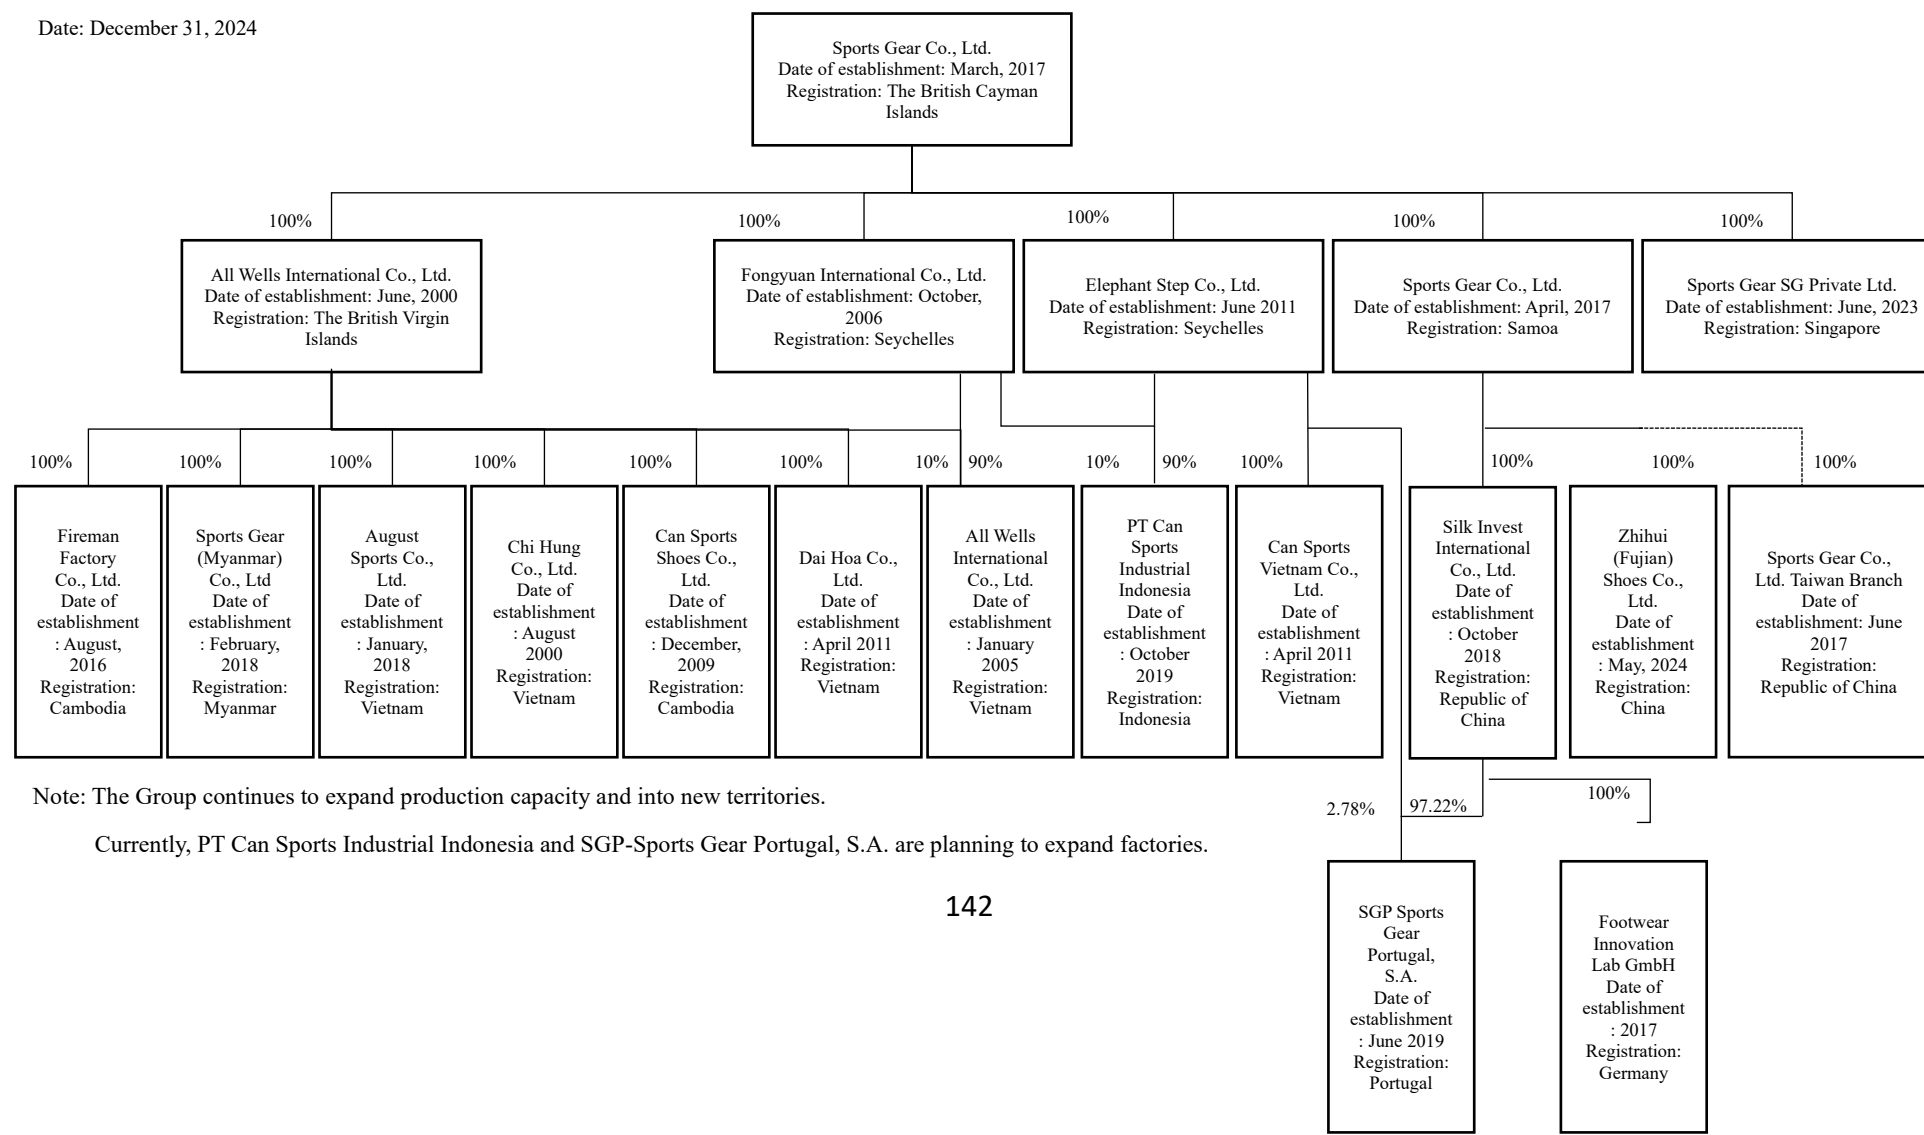 Date: December 31, 2024
Sports Gear Co., Ltd.
Date of establishment: March, 2017
Registration: The British Cayman
Islands
100%
100%
100%
100%
100%
All Wells International Co., Ltd.
Date of establishment: June, 2000
Registration: The British Virgin
Islands
Fongyuan International Co., Ltd.
Date of establishment: October,
2006
Registration: Seychelles
Elephant Step Co., Ltd.
Date of establishment: June 2011
Registration: Seychelles
Sports Gear Co., Ltd.
Date of establishment: April, 2017
Registration: Samoa
Sports Gear SG Private Ltd.
Date of establishment: June, 2023
Registration: Singapore
100%
100%
100%
100%
100%
100%
10%
90%
10%
90%
100%
100%
100%
100%
Fireman
Factory
Co., Ltd.
Date of
establishment
: August,
2016
Registration:
Cambodia
Sports Gear
(Myanmar)
Co., Ltd
Date of
establishment
: February,
2018
Registration:
Myanmar
August
Sports Co.,
Ltd.
Date of
establishment
: January,
2018
Registration:
Vietnam
Chi Hung
Co., Ltd.
Date of
establishment
: August
2000
Registration:
Vietnam
Can Sports
Shoes Co.,
Ltd.
Date of
establishment
: December,
2009
Registration:
Cambodia
Dai Hoa Co.,
Ltd.
Date of
establishment
: April 2011
Registration:
Vietnam
All Wells
International
Co., Ltd.
Date of
establishment
: January
2005
Registration:
Vietnam
PT Can
Sports
Industrial
Indonesia
Date of
establishment
: October
2019
Registration:
Indonesia
Can Sports
Vietnam Co.,
Ltd.
Date of
establishment
: April 2011
Registration:
Vietnam
Silk Invest
International
Co., Ltd.
Date of
establishment
: October
2018
Registration:
Republic of
China
Zhihui
(Fujian)
Shoes Co.,
Ltd.
Date of
establishment
: May, 2024
Registration:
China
Sports Gear Co.,
Ltd. Taiwan Branch
Date of
establishment: June
2017
Registration:
Republic of China
Note: The Group continues to expand production capacity and into new territories.
Currently, PT Can Sports Industrial Indonesia and SGP-Sports Gear Portugal, S.A. are planning to expand factories.
2.78%
97.22%
100%
SGP Sports
Gear
Portugal,
S.A.
Date of
establishment
: June 2019
Registration:
Portugal
Footwear
Innovation
Lab GmbH
Date of
establishment
: 2017
Registration:
Germany
142